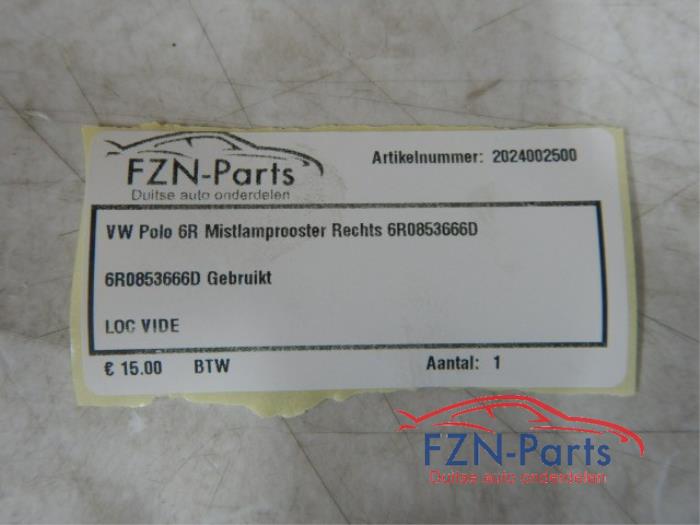 FZN-Parts
Duitse auto onderdelen
Artikelnummer: 2024002500
VW Polo 6R Mistlamprooster Rechts 6R0853666D
6R0853666D Gebruikt
LOC VIDE
€ 15.00 BTW Aantal: 1
FZN-Parts
Duitse auto onderdelen